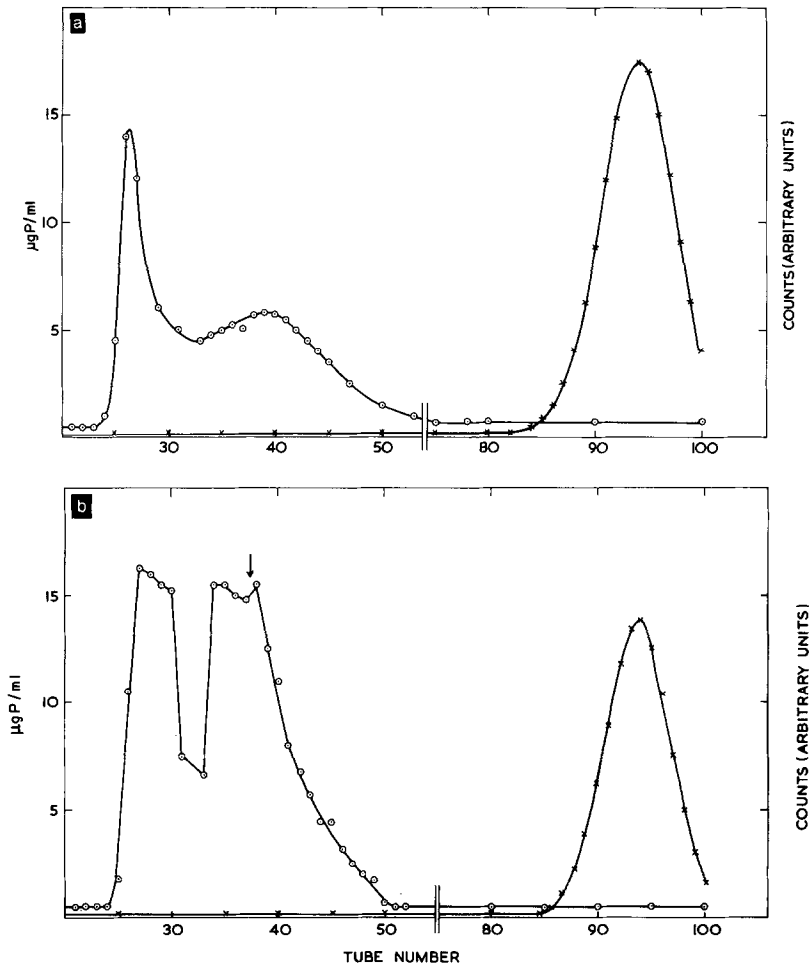 a
15
10
5
µgP/ml
COUNTS (ARBITRARY UNITS)
30 40 50 80 90 100
b
15
10
5
µgP/ml
COUNTS (ARBITRARY UNITS)
30 40 50 80 90 100
TUBE NUMBER